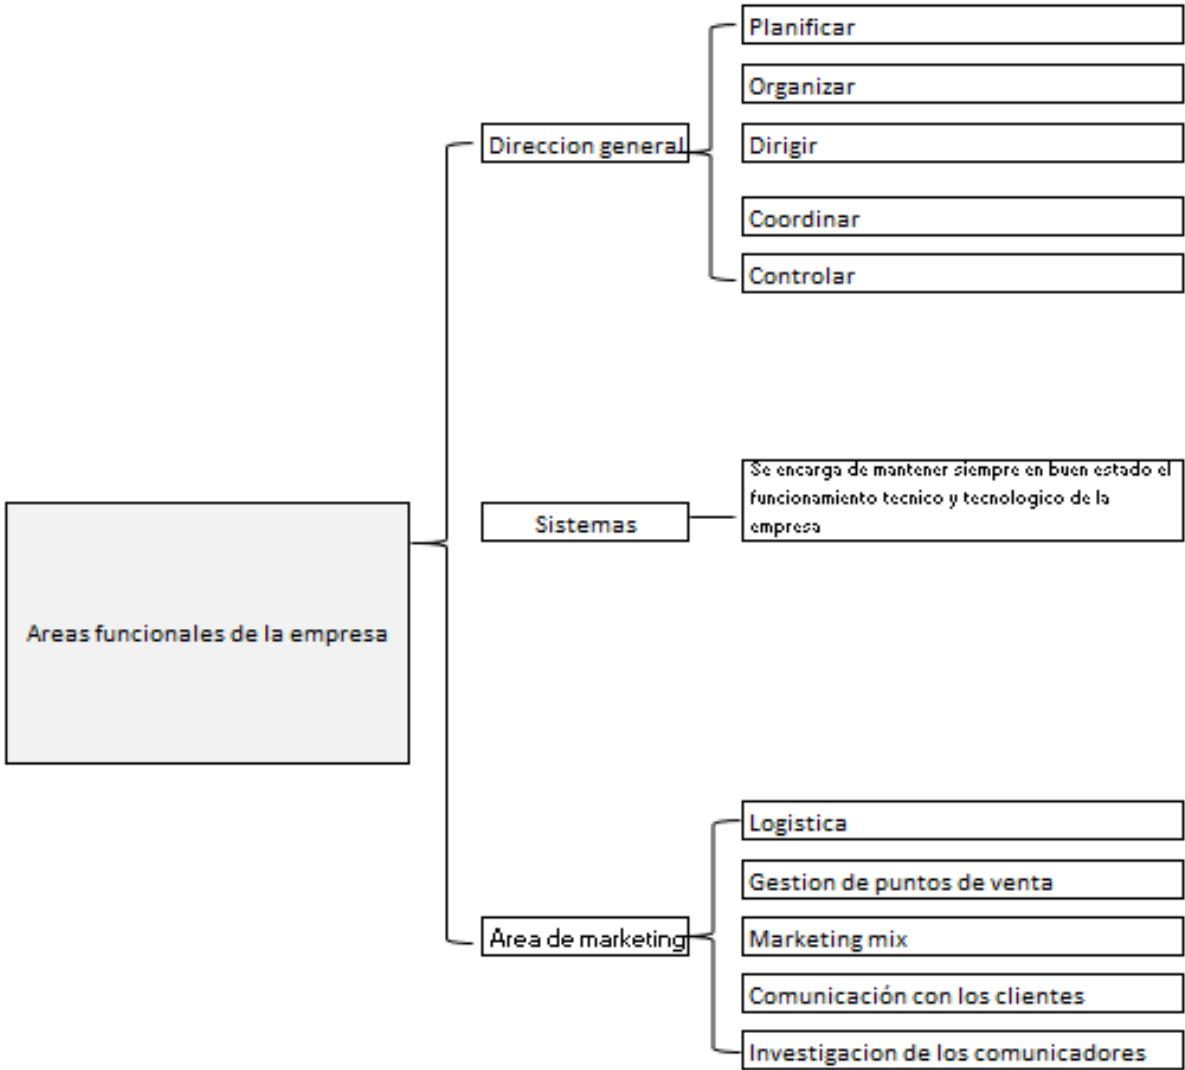 Planificar
Organizar
Direccion general
Dirigir
Coordinar
Controlar
Se encarga de mantener siempre en buen estado el
funcionamiento tecnico y tecnologico de la
empresa
Sistemas
Areas funcionales de la empresa
Logistica
Gestion de puntos de venta
Area de marketing
Marketing mix
Comunicación con los clientes
Investigacion de los comunicadores